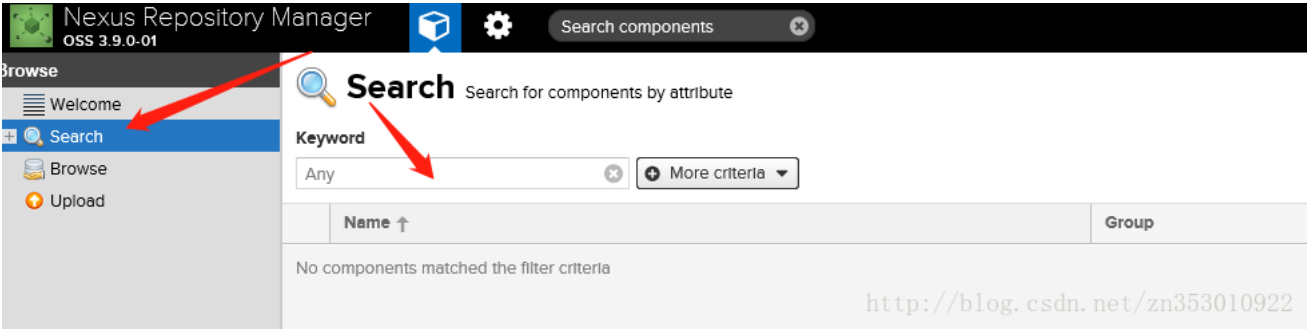 Nexus Repository Manager
OSS 3.9.0-01
Search components
Browse
Welcome
Search
Browse
Upload
Search Search for components by attribute
Keyword
Any
More criteria
Name
Group
No components matched the filter criteria
http://blog.csdn.net/zn353010922